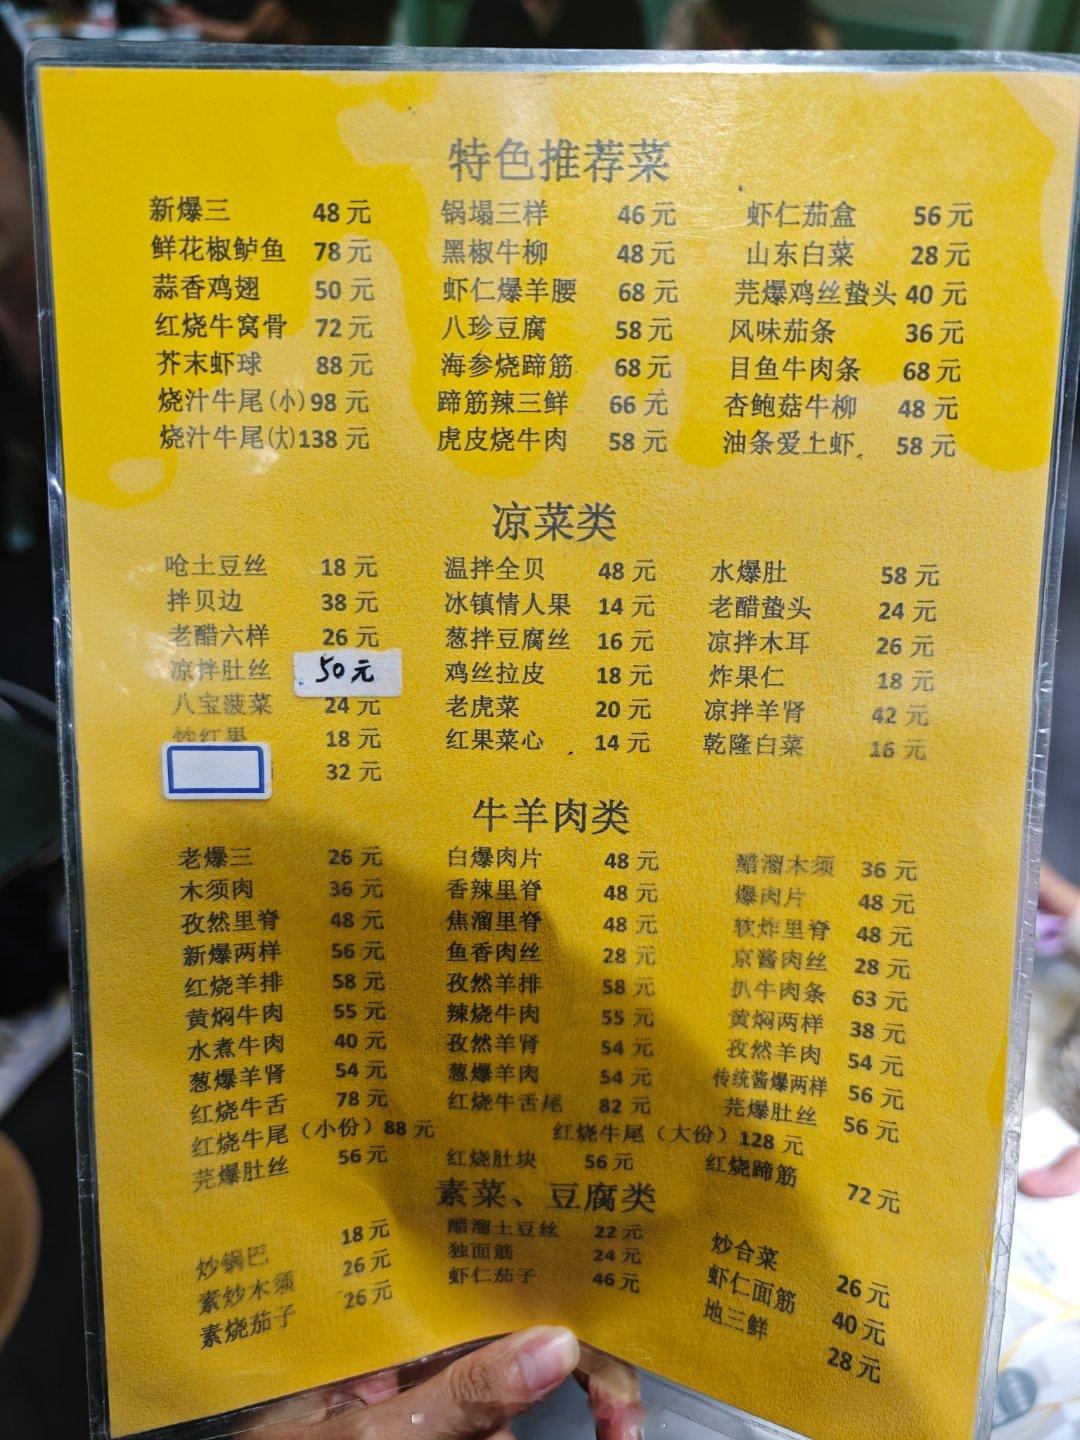 特色推荐菜
新爆三 48元 锅塌三样 46元 虾仁茄盒 56元
鲜花椒鲈鱼 78元 黑椒牛柳 48元 山东白菜 28元
蒜香鸡翅 50元 虾仁爆羊腰 68元 芫爆鸡丝蛰头 40元
红烧牛窝骨 72元 八珍豆腐 58元 风味茄条 36元
芥末虾球 88元 海参烧蹄筋 68元 目鱼牛肉条 68元
烧汁牛尾(小) 98元 蹄筋辣三鲜 66元 杏鲍菇牛柳 48元
烧汁牛尾(大) 138元 虎皮烧牛肉 58元 油条爱上虾 58元
凉菜类
呛土豆丝 18元 温拌全贝 48元 水爆肚 58元
拌贝边 38元 冰镇情人果 14元 老醋蛰头 24元
老醋六样 26元 葱拌豆腐丝 16元 凉拌木耳 26元
凉拌肚丝 50元 鸡丝拉皮 18元 炸果仁 18元
八宝菠菜 24元 老虎菜 20元 凉拌羊肾 42元
炒红果 18元 红果菜心 14元 乾隆白菜 16元
32元
牛羊肉类
老爆三 26元 白爆肉片 48元 醋溜木须 36元
木须肉 36元 香辣里脊 48元 爆肉片 48元
孜然里脊 48元 焦溜里脊 48元 软炸里脊 48元
新爆两样 56元 鱼香肉丝 28元 京酱肉丝 28元
红烧羊排 58元 孜然羊排 58元 扒牛肉条 63元
黄焖牛肉 55元 辣烧牛肉 55元 黄焖两样 38元
水煮牛肉 40元 孜然羊肾 54元 孜然羊肉 54元
葱爆羊肾 54元 葱爆羊肉 54元 传统酱爆两样 56元
红烧牛舌 78元 红烧牛舌尾 82元 芫爆肚丝 56元
红烧牛尾（小份）88元 红烧牛尾（大份）128元
芫爆肚丝 56元 红烧肚块 56元 红烧蹄筋 72元
素菜、豆腐类
炒锅巴 18元 醋溜土豆丝 22元 炒合菜 26元
素炒木须 26元 独面筋 24元 虾仁面筋 40元
素烧茄子 26元 虾仁茄子 46元 地三鲜 28元